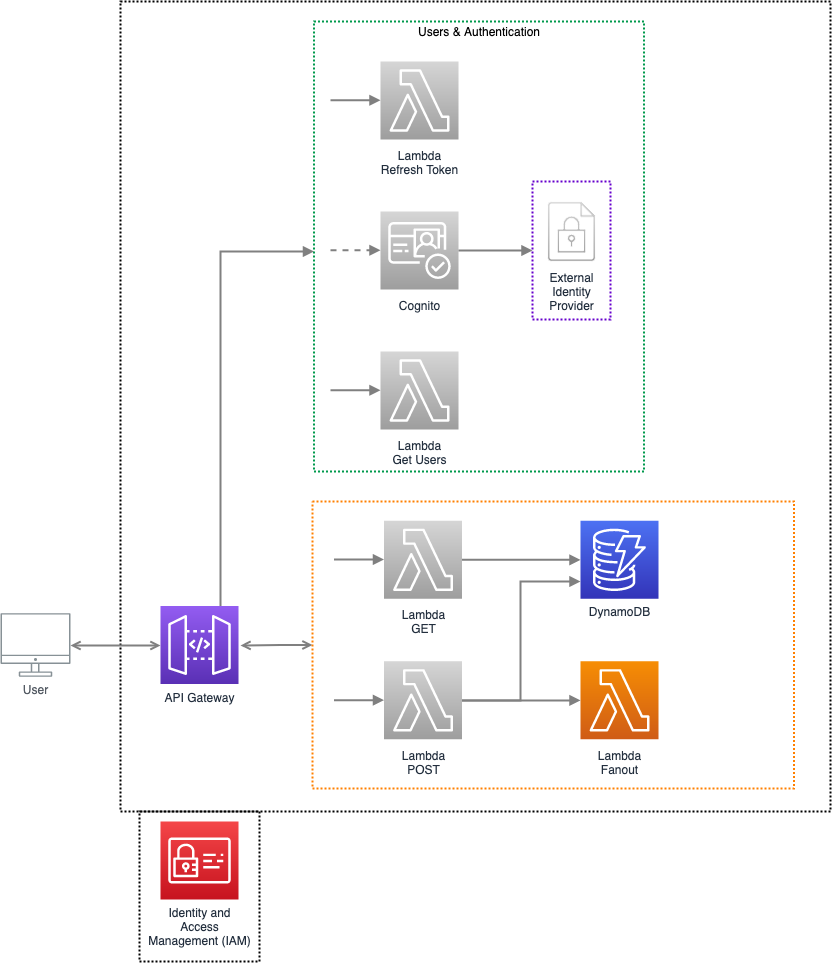 Users & Authentication
Lambda
Refresh Token
Cognito
External
Identity
Provider
Lambda
Get Users
Lambda
GET
DynamoDB
User
</>
API Gateway
Lambda
POST
Lambda
Fanout
Identity and
Access
Management (IAM)